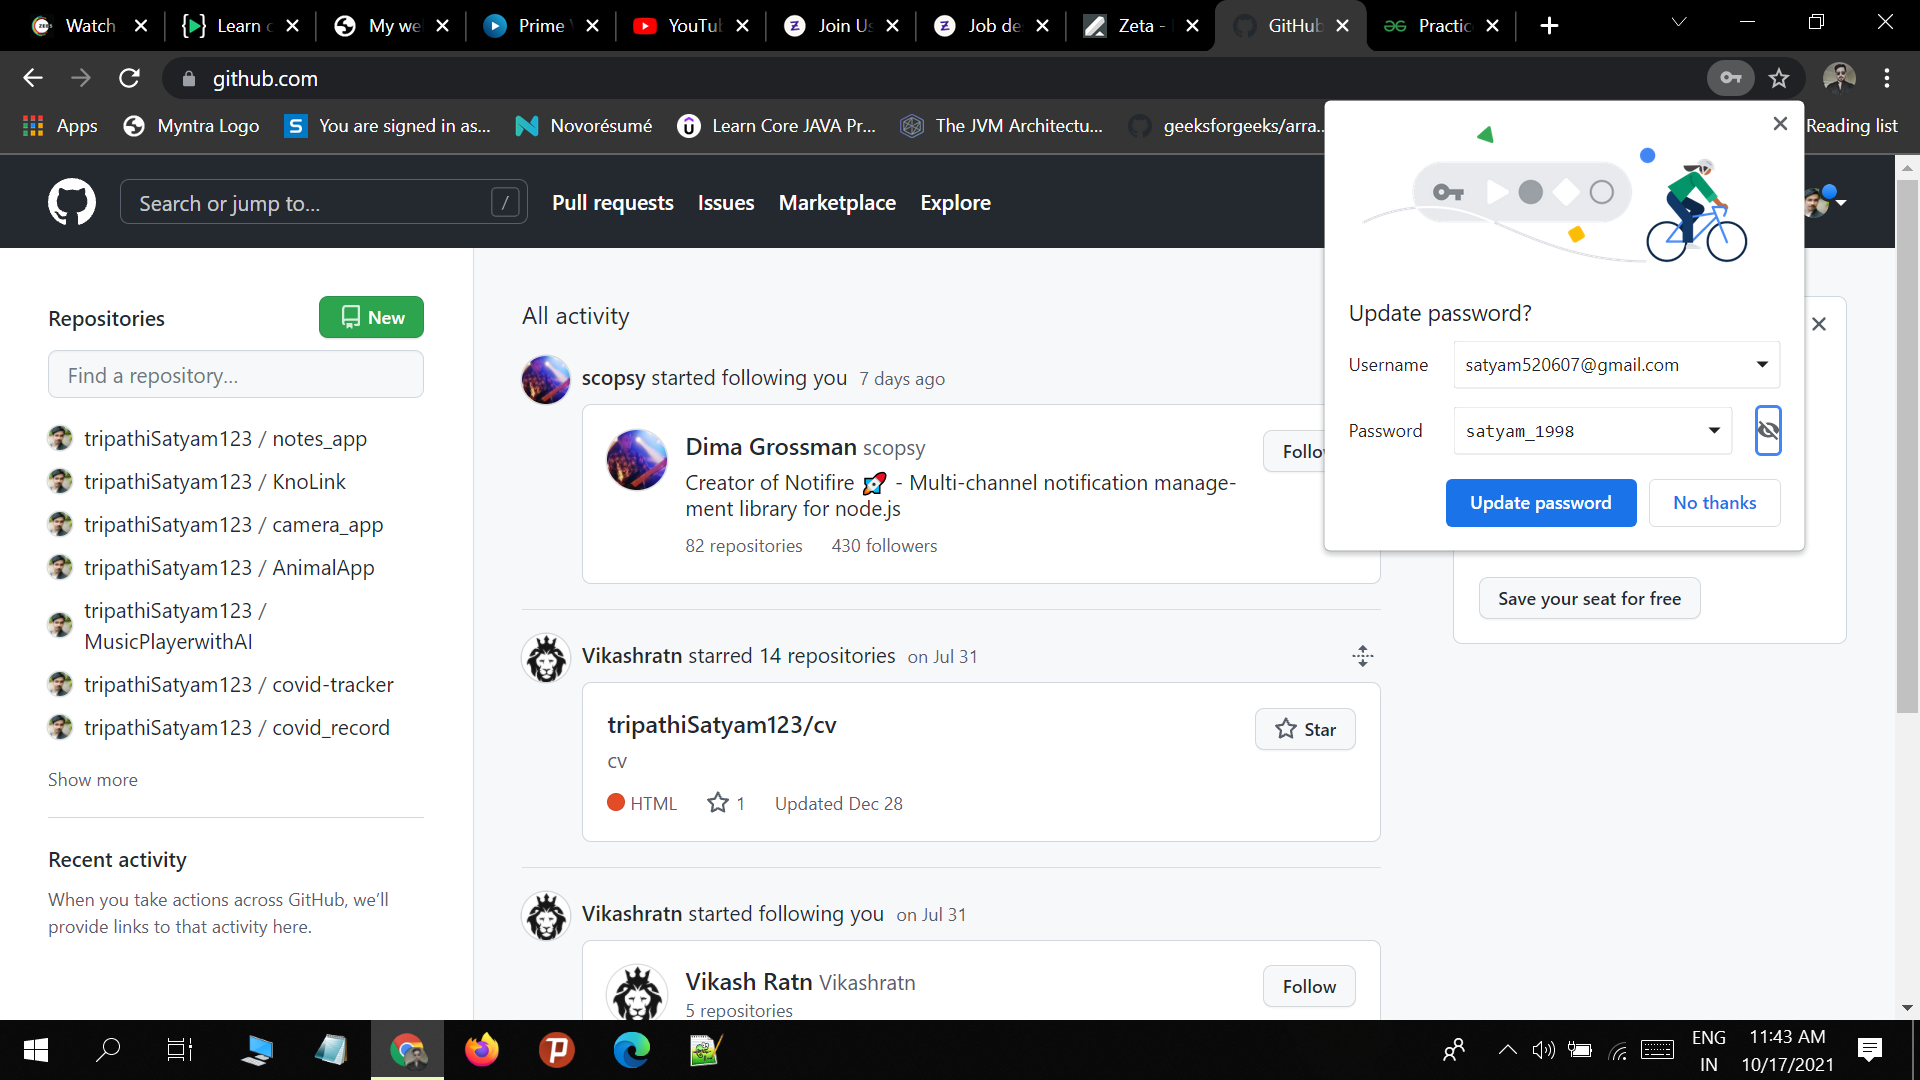 Watch
Learn c
My we
Prime V
YouTub
Join Us
Job de
Zeta -
GitHub
Practic
github.com
Apps
Myntra Logo
You are signed in as...
Novorésumé
Learn Core JAVA Pr...
The JVM Architectu...
geeksforgeeks/arra...
Reading list
Search or jump to...
/
Pull requests
Issues
Marketplace
Explore
Update password?
Username
satyam520607@gmail.com
Password
satyam_1998
Update password
No thanks
Save your seat for free
Repositories
New
Find a repository...
tripathiSatyam123 / notes_app
tripathiSatyam123 / KnoLink
tripathiSatyam123 / camera_app
tripathiSatyam123 / AnimalApp
tripathiSatyam123 /
MusicPlayerwithAI
tripathiSatyam123 / covid-tracker
tripathiSatyam123 / covid_record
Show more
Recent activity
When you take actions across GitHub, we’ll
provide links to that activity here.
All activity
scopsy started following you 7 days ago
Dima Grossman scopsy
Follow
Creator of Notifire 🚀 - Multi-channel notification manage-
ment library for node.js
82 repositories 430 followers
Vikashratn starred 14 repositories on Jul 31
tripathiSatyam123/cv
Star
cv
HTML 1 Updated Dec 28
Vikashratn started following you on Jul 31
Vikash Ratn Vikashratn
Follow
5 repositories
ENG
IN
11:43 AM
10/17/2021